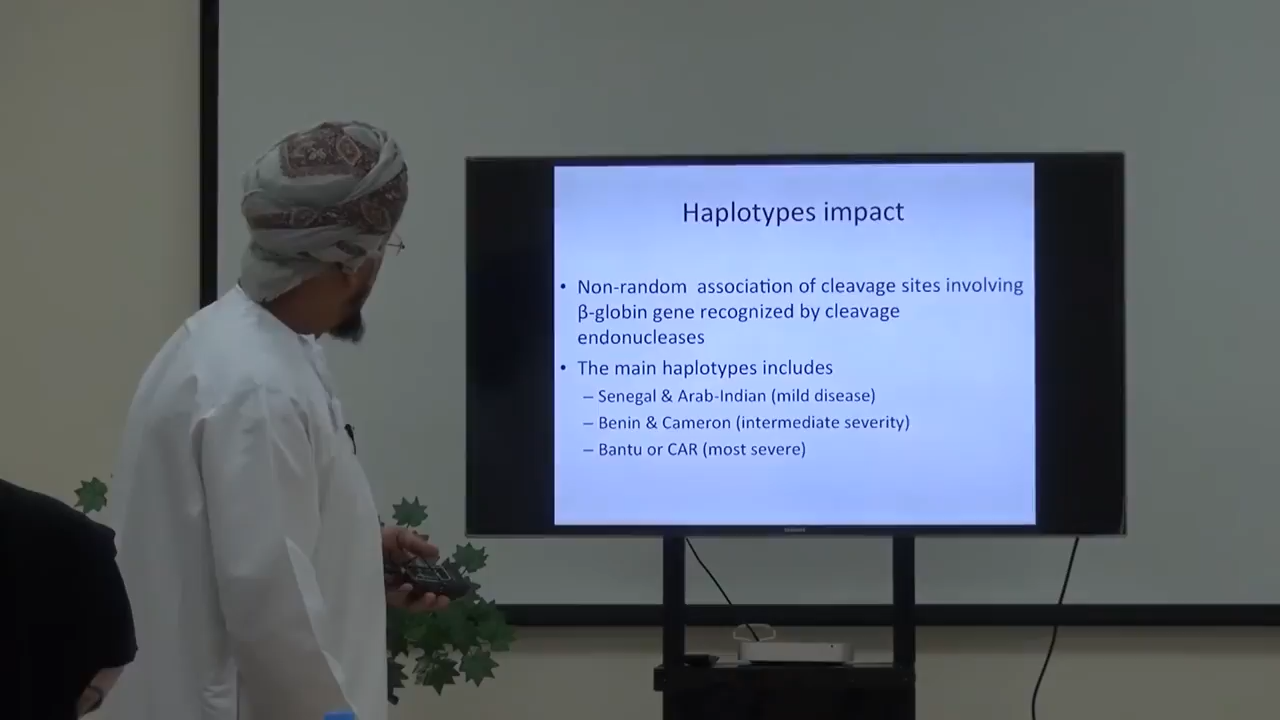 Haplotypes impact
• Non-random association of cleavage sites involving
β-globin gene recognized by cleavage
endonucleases
• The main haplotypes includes
– Senegal & Arab-Indian (mild disease)
– Benin & Cameron (intermediate severity)
– Bantu or CAR (most severe)
SAMSUNG